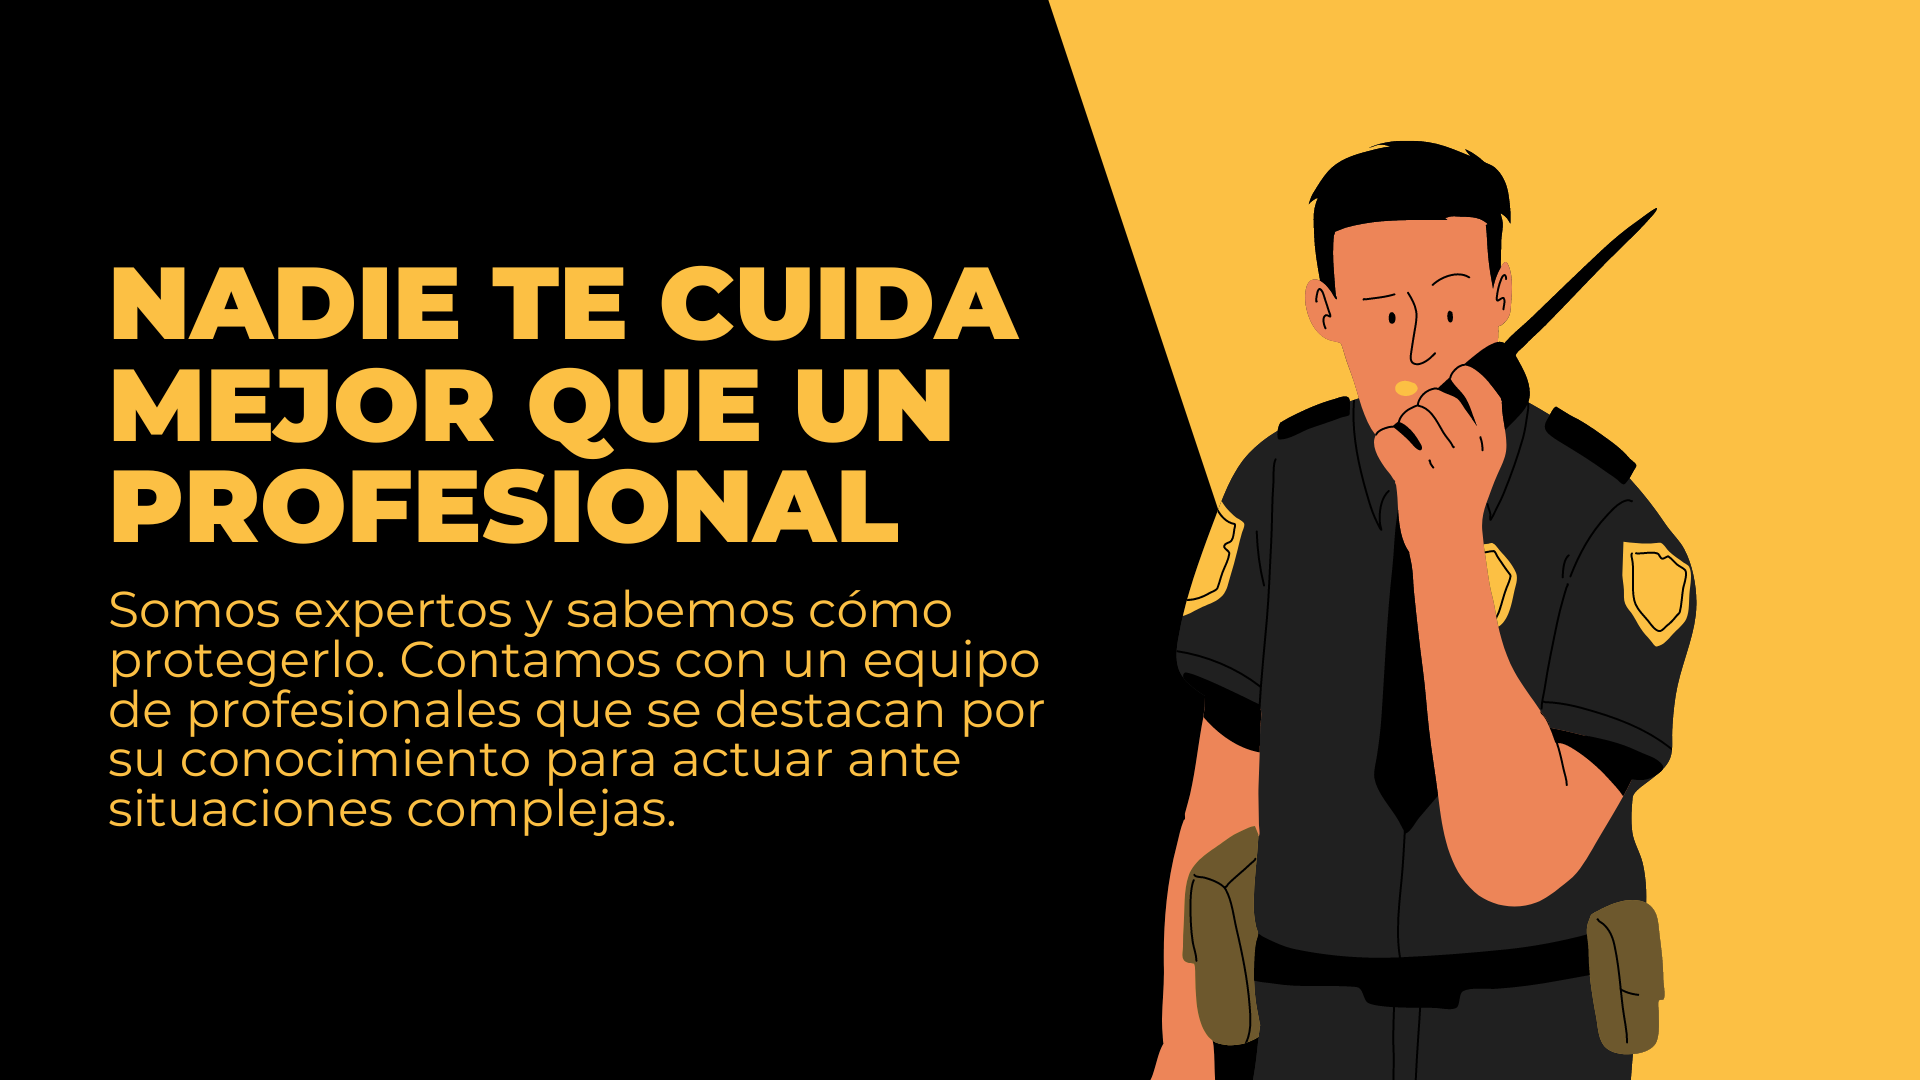 NADIE TE CUIDA
MEJOR QUE UN
PROFESIONAL
Somos expertos y sabemos cómo
protegerlo. Contamos con un equipo
de profesionales que se destacan por
su conocimiento para actuar ante
situaciones complejas.